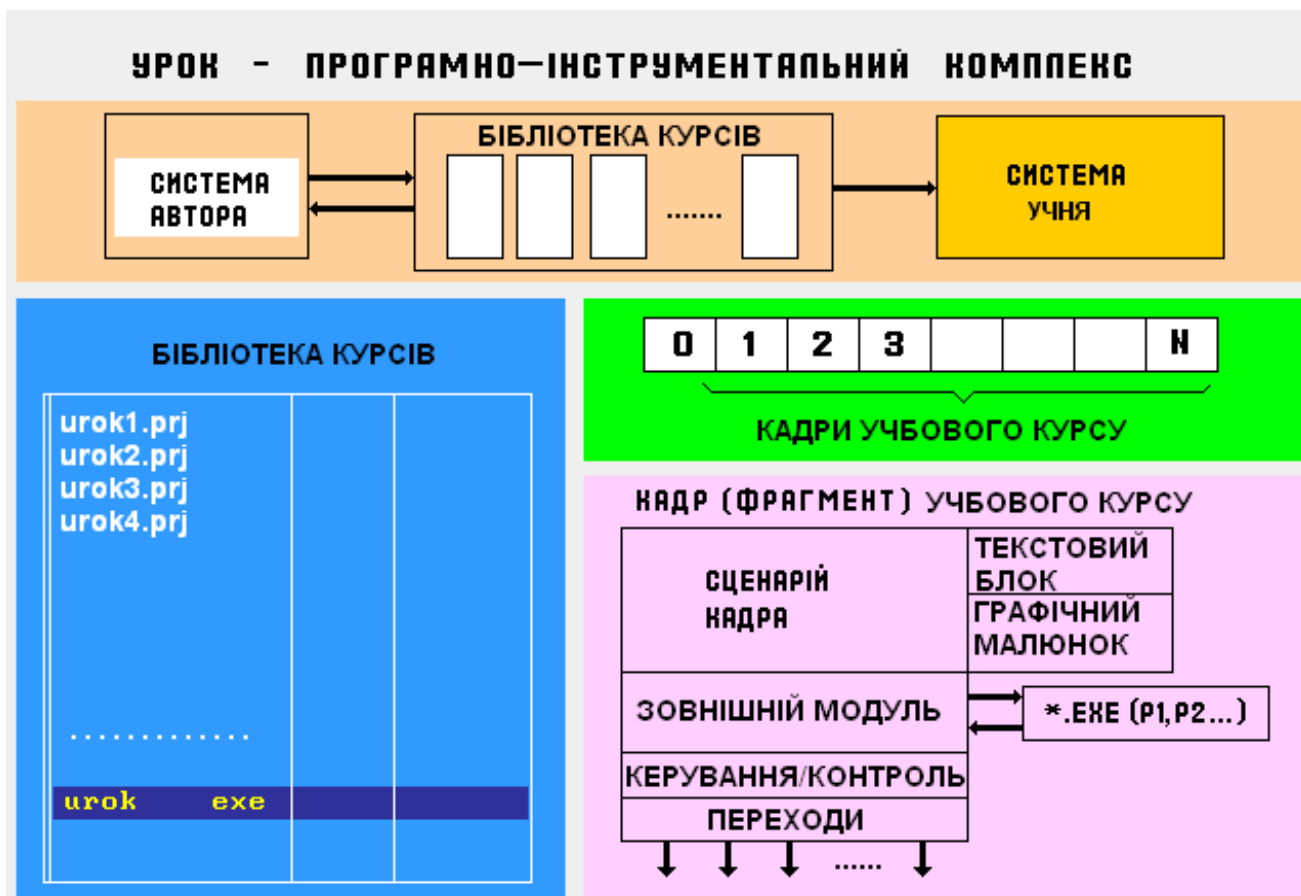 УРОК - ПРОГРАМНО-ІНСТРУМЕНТАЛЬНИЙ КОМПЛЕКС
БІБЛІОТЕКА КУРСІВ
СИСТЕМА
АВТОРА
.......
СИСТЕМА
УЧНЯ
БІБЛІОТЕКА КУРСІВ
urok1.prj
urok2.prj
urok3.prj
urok4.prj
.............
urok exe
0 1 2 3 N
КАДРИ УЧБОВОГО КУРСУ
КАДР (ФРАГМЕНТ) УЧБОВОГО КУРСУ
СЦЕНАРІЙ
КАДРА
ТЕКСТОВИЙ
БЛОК
ГРАФІЧНИЙ
МАЛЮНОК
ЗОВНІШНІЙ МОДУЛЬ
*.EXE (P1,P2...)
КЕРУВАННЯ/КОНТРОЛЬ
ПЕРЕХОДИ
......